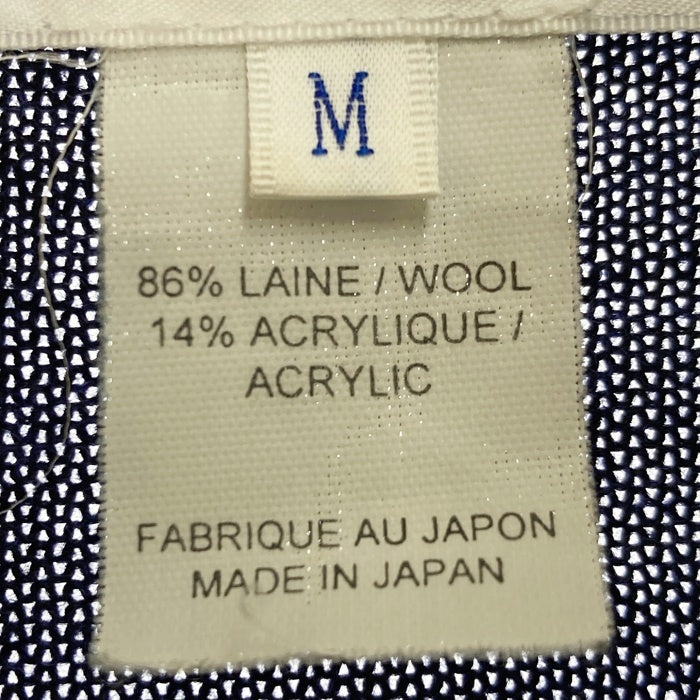 M
86% LAINE / WOOL
14% ACRYLIQUE /
ACRYLIC
FABRIQUE AU JAPON
MADE IN JAPAN